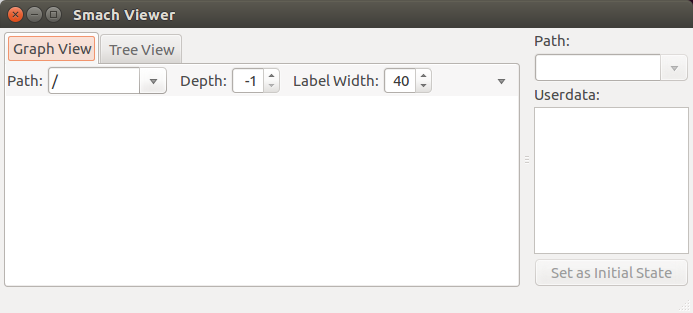 Smach Viewer
Graph View Tree View
Path: / Depth: -1 Label Width: 40
Path:
Userdata:
Set as Initial State